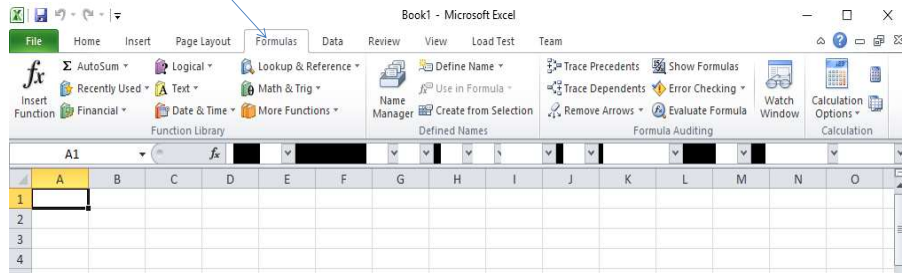 Book1 - Microsoft Excel
File Home Insert Page Layout Formulas Data Review View Load Test Team
fx Insert Function
Σ AutoSum
Recently Used
Financial
Logical
Text
Date & Time
Lookup & Reference
Math & Trig
More Functions
Function Library
Name Manager
Define Name
Use in Formula
Create from Selection
Defined Names
Trace Precedents
Trace Dependents
Remove Arrows
Show Formulas
Error Checking
Evaluate Formula
Formula Auditing
Watch Window
Calculation Options
Calculation
A1 fx
A B C D E F G H I J K L M N O
1
2
3
4